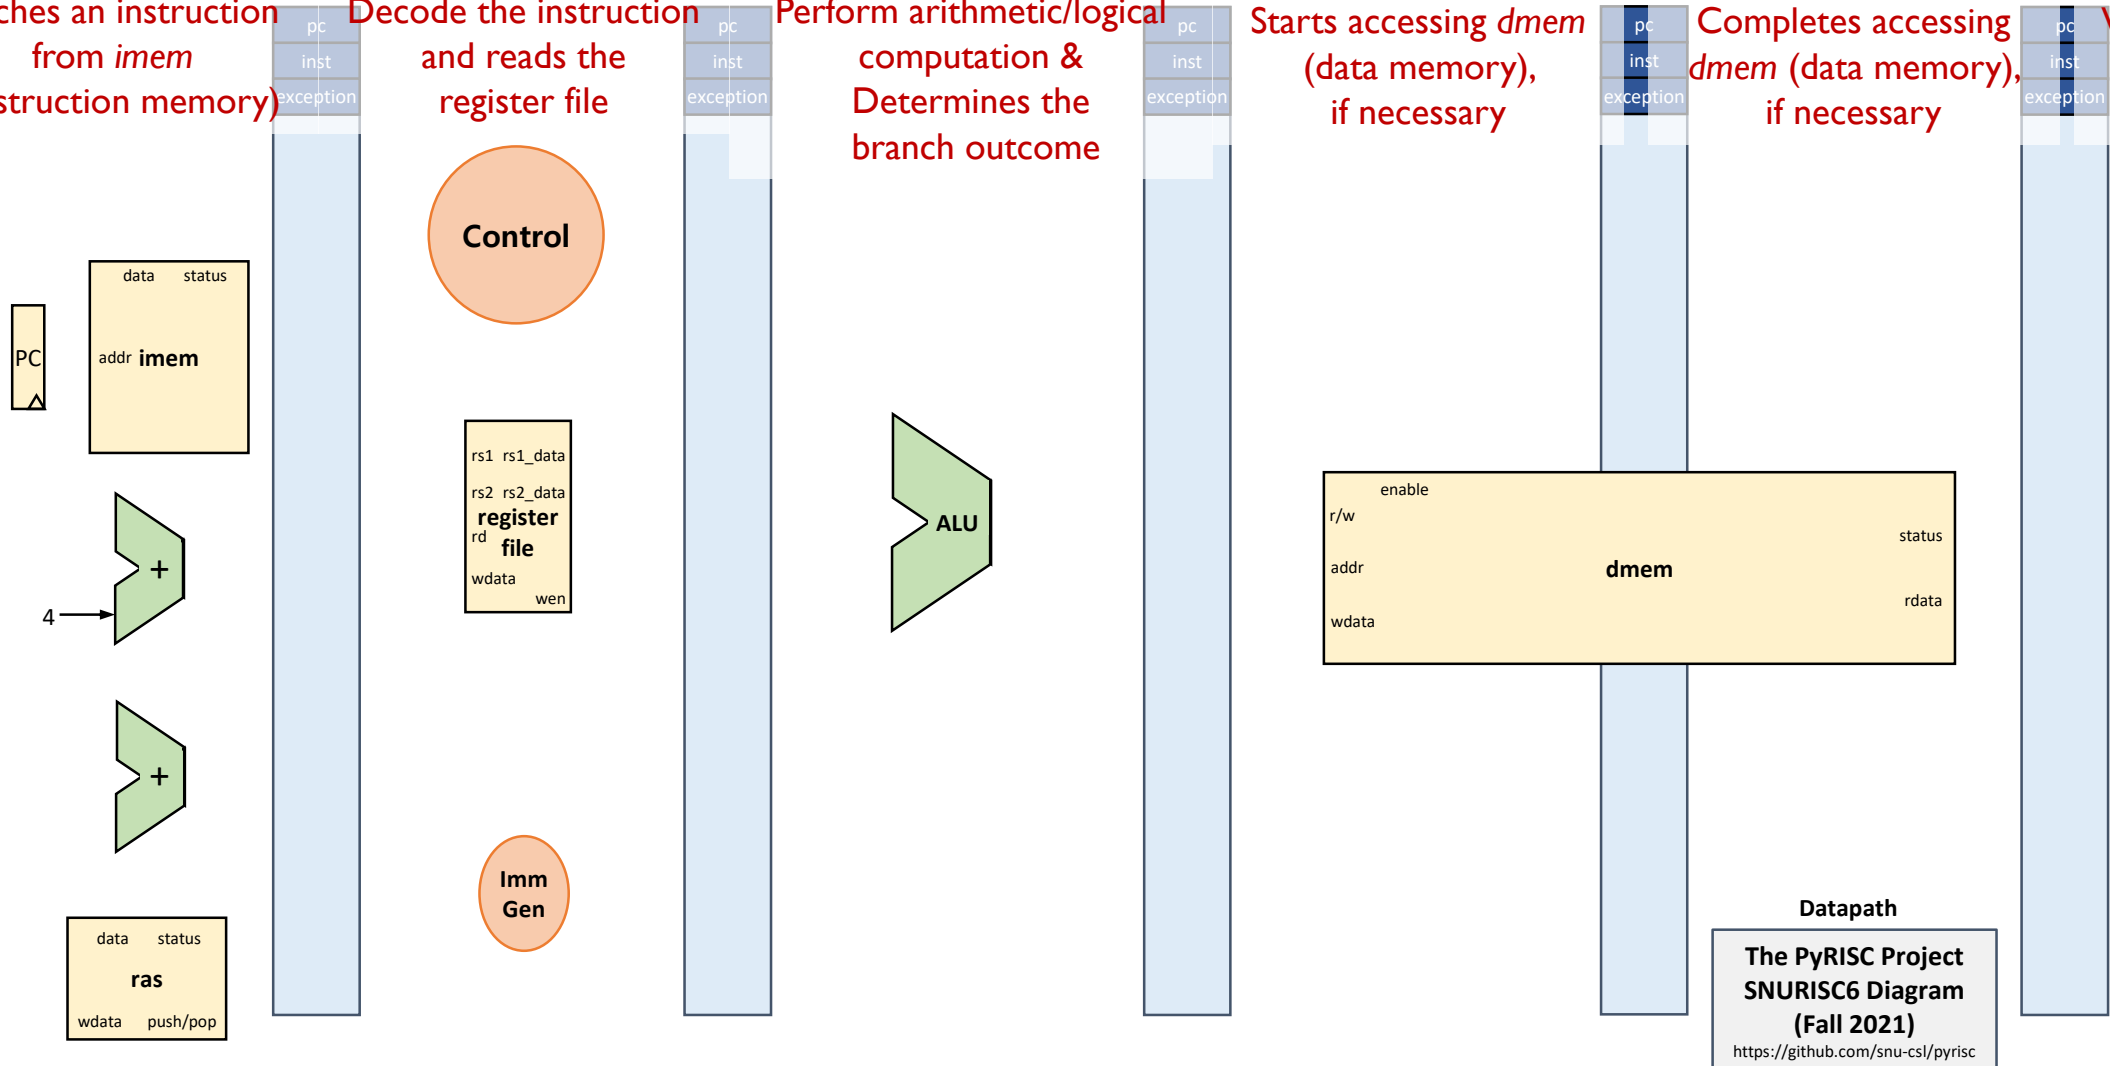 ches an instruction
from imem
struction memory)
pc
inst
exception
Decode the instruction
and reads the
register file
pc
inst
exception
Perform arithmetic/logical
computation &
Determines the
branch outcome
pc
inst
exception
Starts accessing dmem
(data memory),
if necessary
pc
inst
exception
Completes accessing
dmem (data memory),
if necessary
pc
inst
exception
PC
data status
addr imem
+
4
+
data status
ras
wdata push/pop
Control
rs1 rs1_data
rs2 rs2_data
register
rd
file
wdata
wen
Imm
Gen
ALU
enable
r/w
status
addr
dmem
rdata
wdata
Datapath
The PyRISC Project
SNURISC6 Diagram
(Fall 2021)
https://github.com/snu-csl/pyrisc